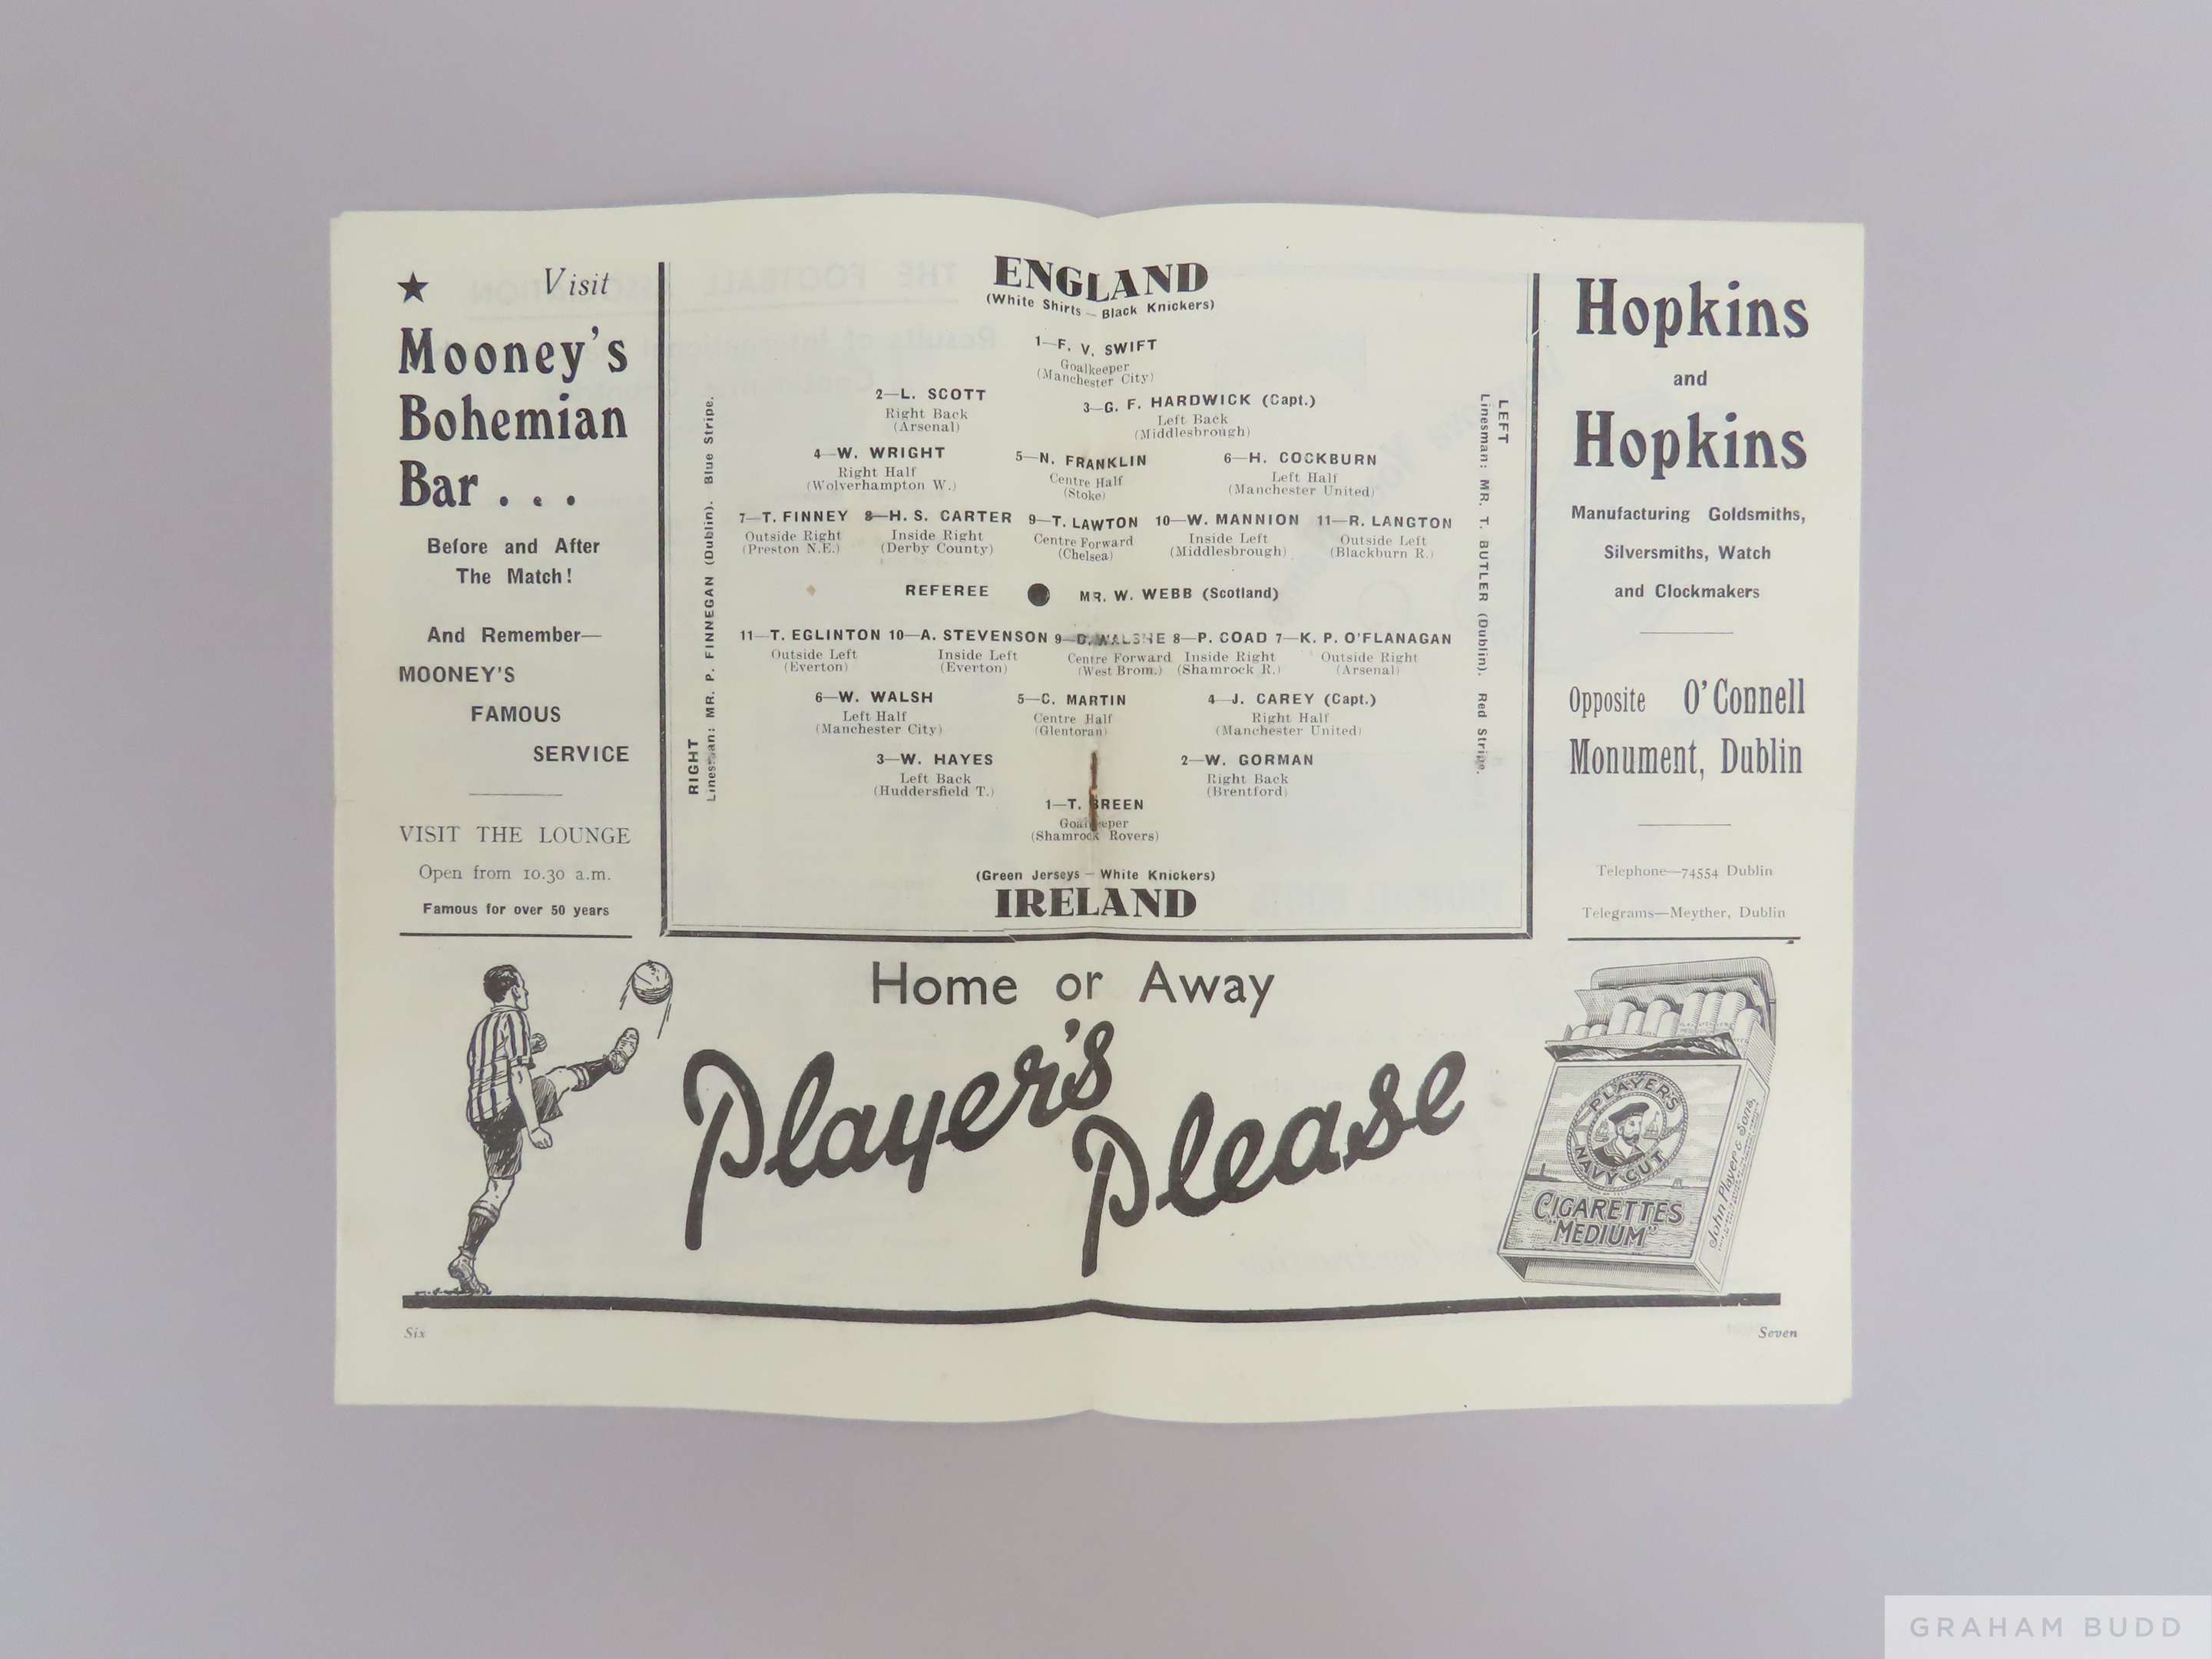 ★ Visit
Mooney's
Bohemian
Bar . . .
Before and After
The Match!
And Remember—
MOONEY'S
FAMOUS
SERVICE
VISIT THE LOUNGE
Open from 10.30 a.m.
Famous for over 50 years
ENGLAND
(White Shirts — Black Knickers)
1—F. V. SWIFT
Goalkeeper
(Manchester City)
2—L. SCOTT 3—G. F. HARDWICK (Capt.)
Right Back Left Back
(Arsenal) (Middlesbrough)
4—W. WRIGHT 5—N. FRANKLIN 6—H. COCKBURN
Right Half Centre Half Left Half
(Wolverhampton W.) (Stoke) (Manchester United)
7—T. FINNEY 8—H. S. CARTER 9—T. LAWTON 10—W. MANNION 11—R. LANGTON
Outside Right Inside Right Centre Forward Inside Left Outside Left
(Preston N.E.) (Derby County) (Chelsea) (Middlesbrough) (Blackburn R.)
REFEREE MR. W. WEBB (Scotland)
11—T. EGLINTON 10—A. STEVENSON 9—D. WALSHE 8—P. COAD 7—K. P. O'FLANAGAN
Outside Left Inside Left Centre Forward Inside Right Outside Right
(Everton) (Everton) (West Brom.) (Shamrock R.) (Arsenal)
6—W. WALSH 5—C. MARTIN 4—J. CAREY (Capt.)
Left Half Centre Half Right Half
(Manchester City) (Glentoran) (Manchester United)
3—W. HAYES 2—W. GORMAN
Left Back Right Back
(Huddersfield T.) (Brentford)
1—T. BREEN
Goalkeeper
(Shamrock Rovers)
(Green Jerseys — White Knickers)
IRELAND
RIGHT
Linesman: MR. P. FINNEGAN (Dublin). Blue Stripe.
LEFT
Linesman: MR. T. BUTLER (Dublin). Red Stripe.
Hopkins
and
Hopkins
Manufacturing Goldsmiths,
Silversmiths, Watch
and Clockmakers
Opposite O'Connell
Monument, Dublin
Telephone—74554 Dublin
Telegrams—Meyther, Dublin
Home or Away
Player's
Please
PLAYER'S
NAVY CUT
CIGARETTES
"MEDIUM"
John Player & Sons,
Six
Seven
GRAHAM BUDD